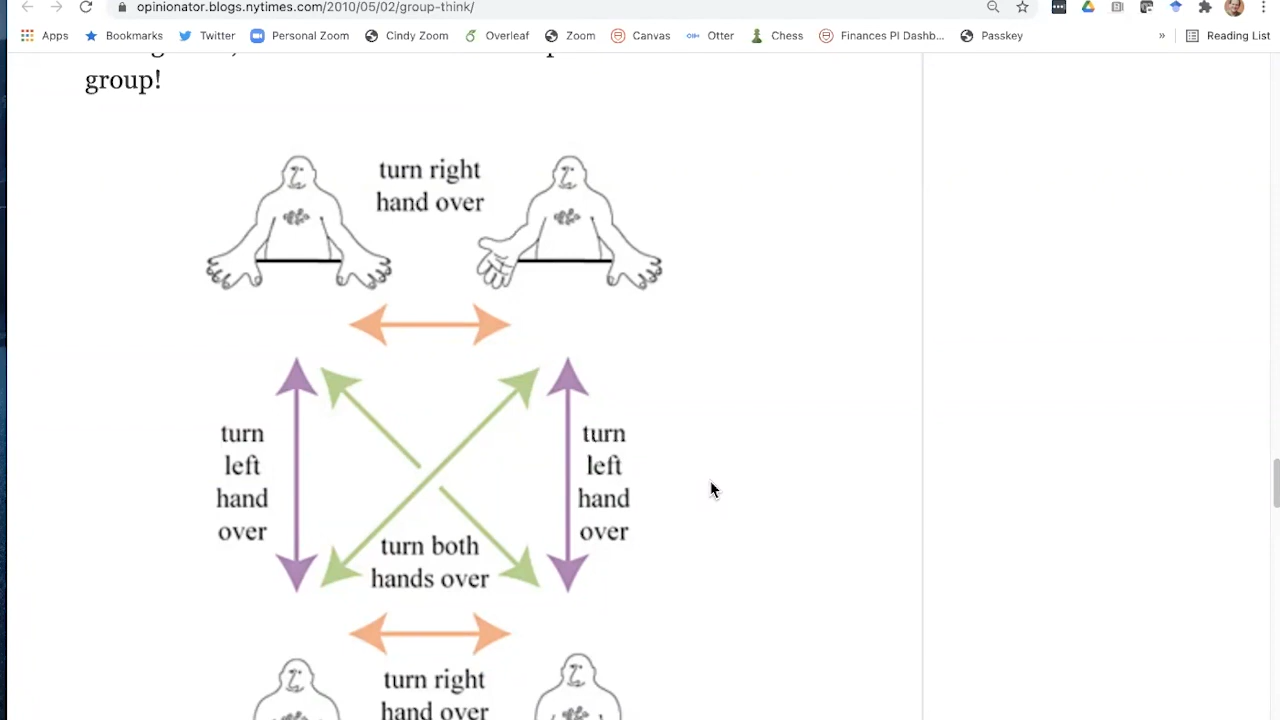 opinionator.blogs.nytimes.com/2010/05/02/group-think/
Apps Bookmarks Twitter Personal Zoom Cindy Zoom Overleaf Zoom Canvas Otter Chess Finances PI Dashb... Passkey » Reading List
group!
turn right
hand over
turn
left
hand
over
turn
left
hand
over
turn both
hands over
turn right
hand over